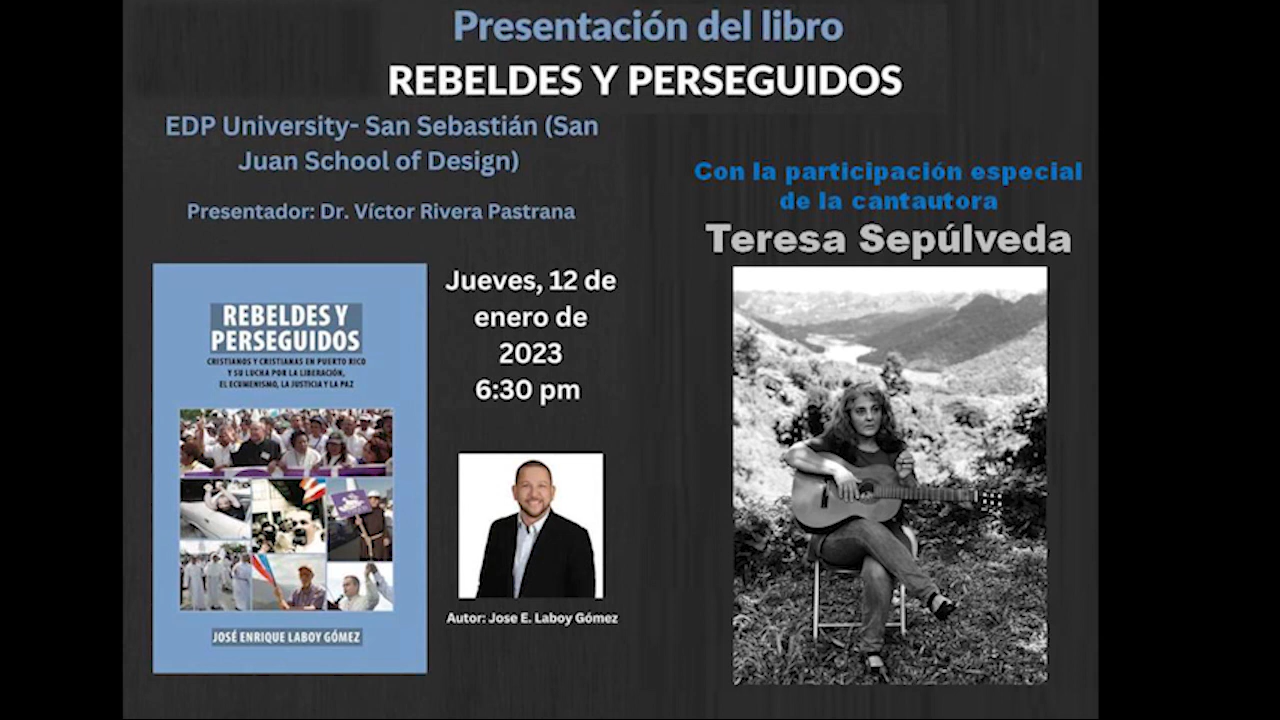 Presentación del libro
REBELDES Y PERSEGUIDOS
EDP University- San Sebastián (San
Juan School of Design)
Presentador: Dr. Víctor Rivera Pastrana
Con la participación especial
de la cantautora
Teresa Sepúlveda
REBELDES Y
PERSEGUIDOS
CRISTIANOS Y CRISTIANAS EN PUERTO RICO
Y SU LUCHA POR LA LIBERACIÓN,
EL ECUMENISMO, LA JUSTICIA Y LA PAZ
JOSÉ ENRIQUE LABOY GÓMEZ
Jueves, 12 de
enero de
2023
6:30 pm
Autor: Jose E. Laboy Gómez